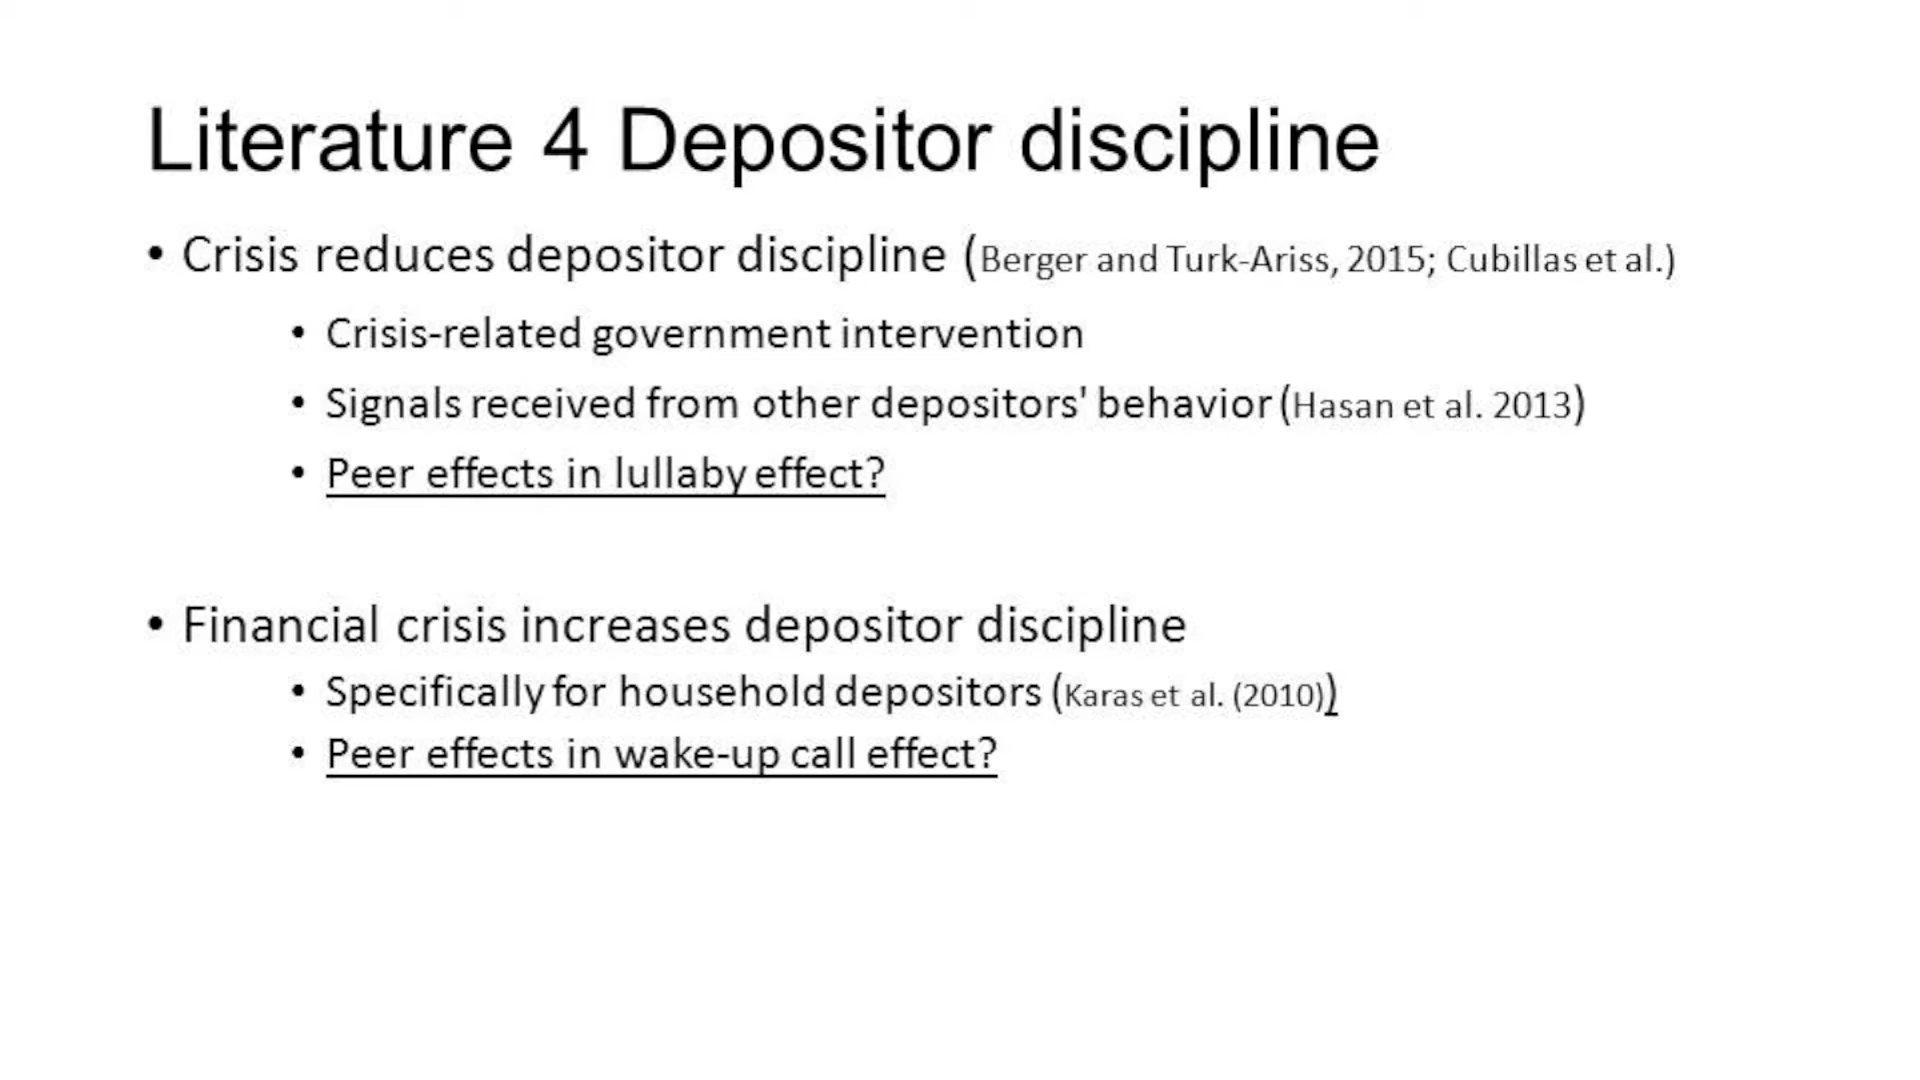 Literature 4 Depositor discipline
• Crisis reduces depositor discipline (Berger and Turk-Ariss, 2015; Cubillas et al.)
• Crisis-related government intervention
• Signals received from other depositors' behavior (Hasan et al. 2013)
• Peer effects in lullaby effect?
• Financial crisis increases depositor discipline
• Specifically for household depositors (Karas et al. (2010))
• Peer effects in wake-up call effect?